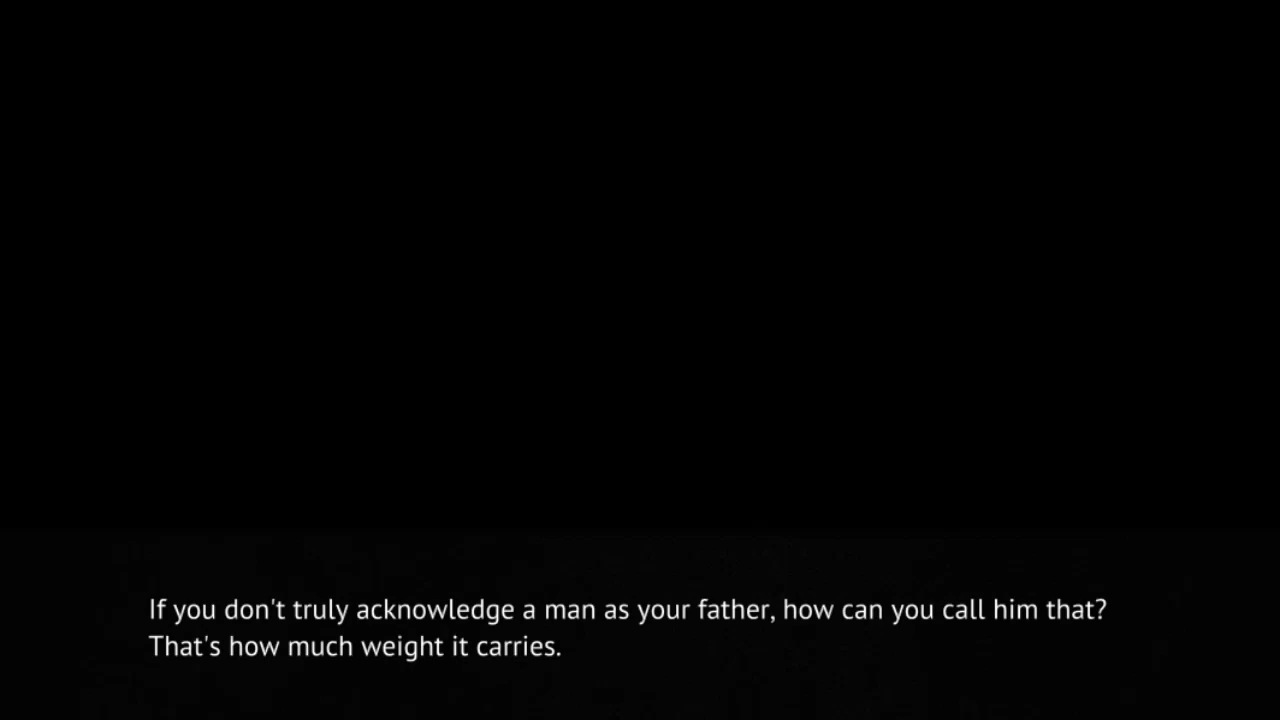 If you don't truly acknowledge a man as your father, how can you call him that?
That's how much weight it carries.